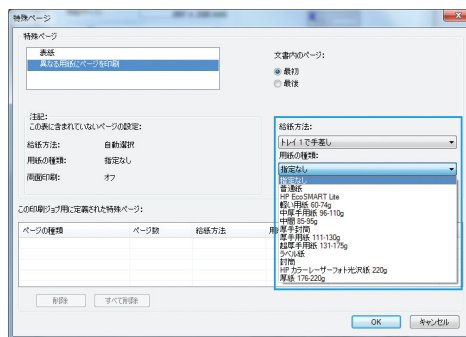 特殊ページ
特殊ページ
表紙
異なる用紙にページを印刷
文書内のページ:
最初
最後
注記:
この表に含まれていないページの設定:
給紙方法: 自動選択
用紙の種類: 指定なし
両面印刷: オフ
給紙方法:
トレイ 1 で手差し
用紙の種類:
指定なし
指定なし
普通紙
HP EcoSMART Lite
軽い用紙 60-74g
中厚手用紙 96-110g
中間 85-95g
厚手封筒
厚手用紙 111-130g
超厚手用紙 131-175g
ラベル紙
封筒
HP カラーレーザーフォト光沢紙 220g
厚紙 176-220g
この印刷ジョブ用に定義された特殊ページ:
ページの種類 ページ数 給紙方法
削除 すべて削除
OK キャンセル